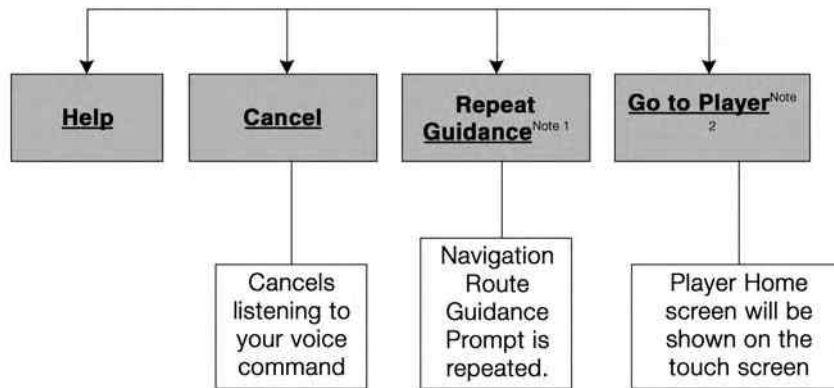 Help
Cancel
Repeat
Guidance Note 1
Go to Player Note
2
Cancels
listening to
your voice
command
Navigation
Route
Guidance
Prompt is
repeated.
Player Home
screen will be
shown on the
touch screen